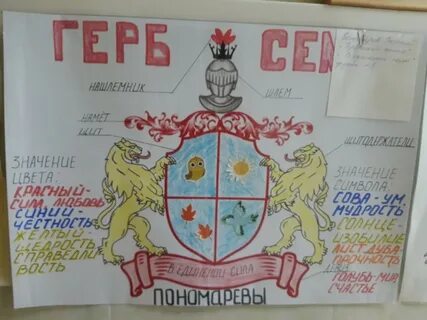 ГЕРБ СЕМ
НАШЛЕМНИК
ШЛЕМ
НАМЁТ
ЩИТ
ЩИТОДЕРЖАТЕЛИ
ЗНАЧЕНИЕ
ЦВЕТА:
КРАСНЫЙ-
СИЛА, ЛЮБОВЬ
СИНИЙ-
ЧЕСТНОСТЬ
ЖЁЛТЫЙ-
ЩЕДРОСТЬ
СПРАВЕДЛИ
ВОСТЬ
ЗНАЧЕНИЕ
СИМВОЛА:
СОВА-УМ,
МУДРОСТЬ
СОЛНЦЕ-
ИЗОБИЛИЕ
ЛИСТ ДУБА-
ПРОЧНОСТЬ
ГОЛУБЬ-МИР,
СЧАСТЬЕ
В ЕДИНЕНИИ СИЛА
ПОНОМАРЕВЫ